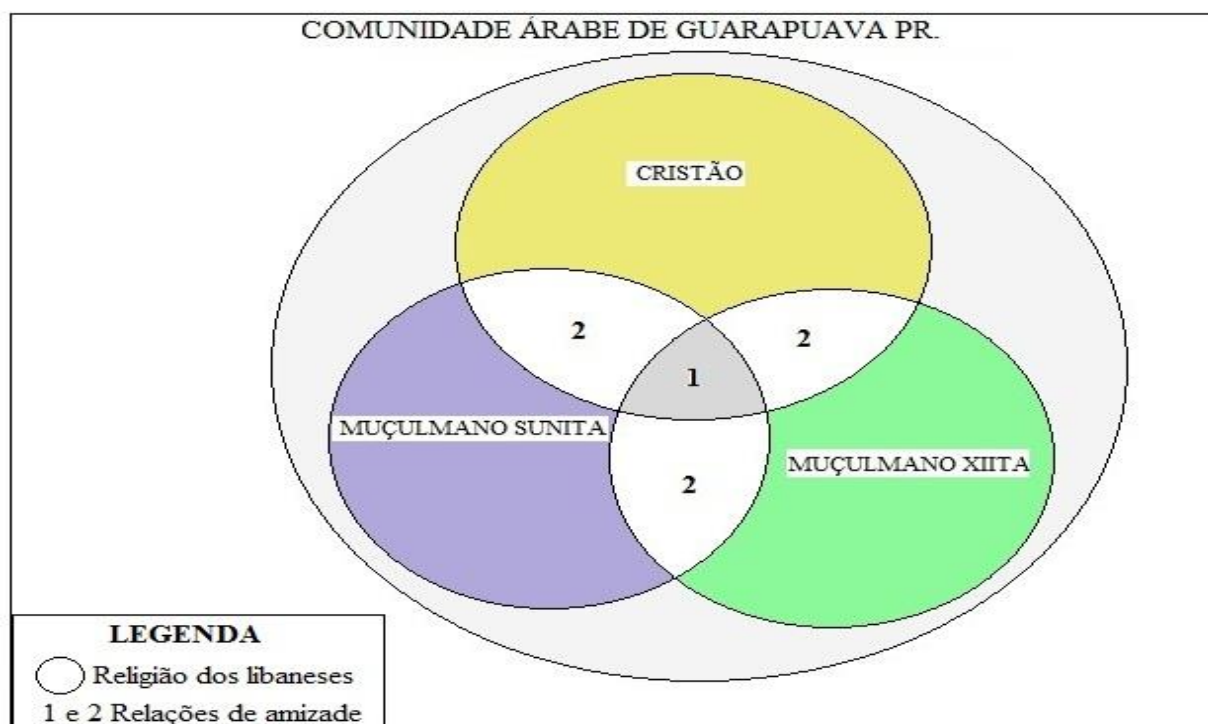 COMUNIDADE ÁRABE DE GUARAPUAVA PR.
CRISTÃO
2
2
1
MUÇULMANO SUNITA
MUÇULMANO XIITA
2
LEGENDA
Religião dos libaneses
1 e 2 Relações de amizade